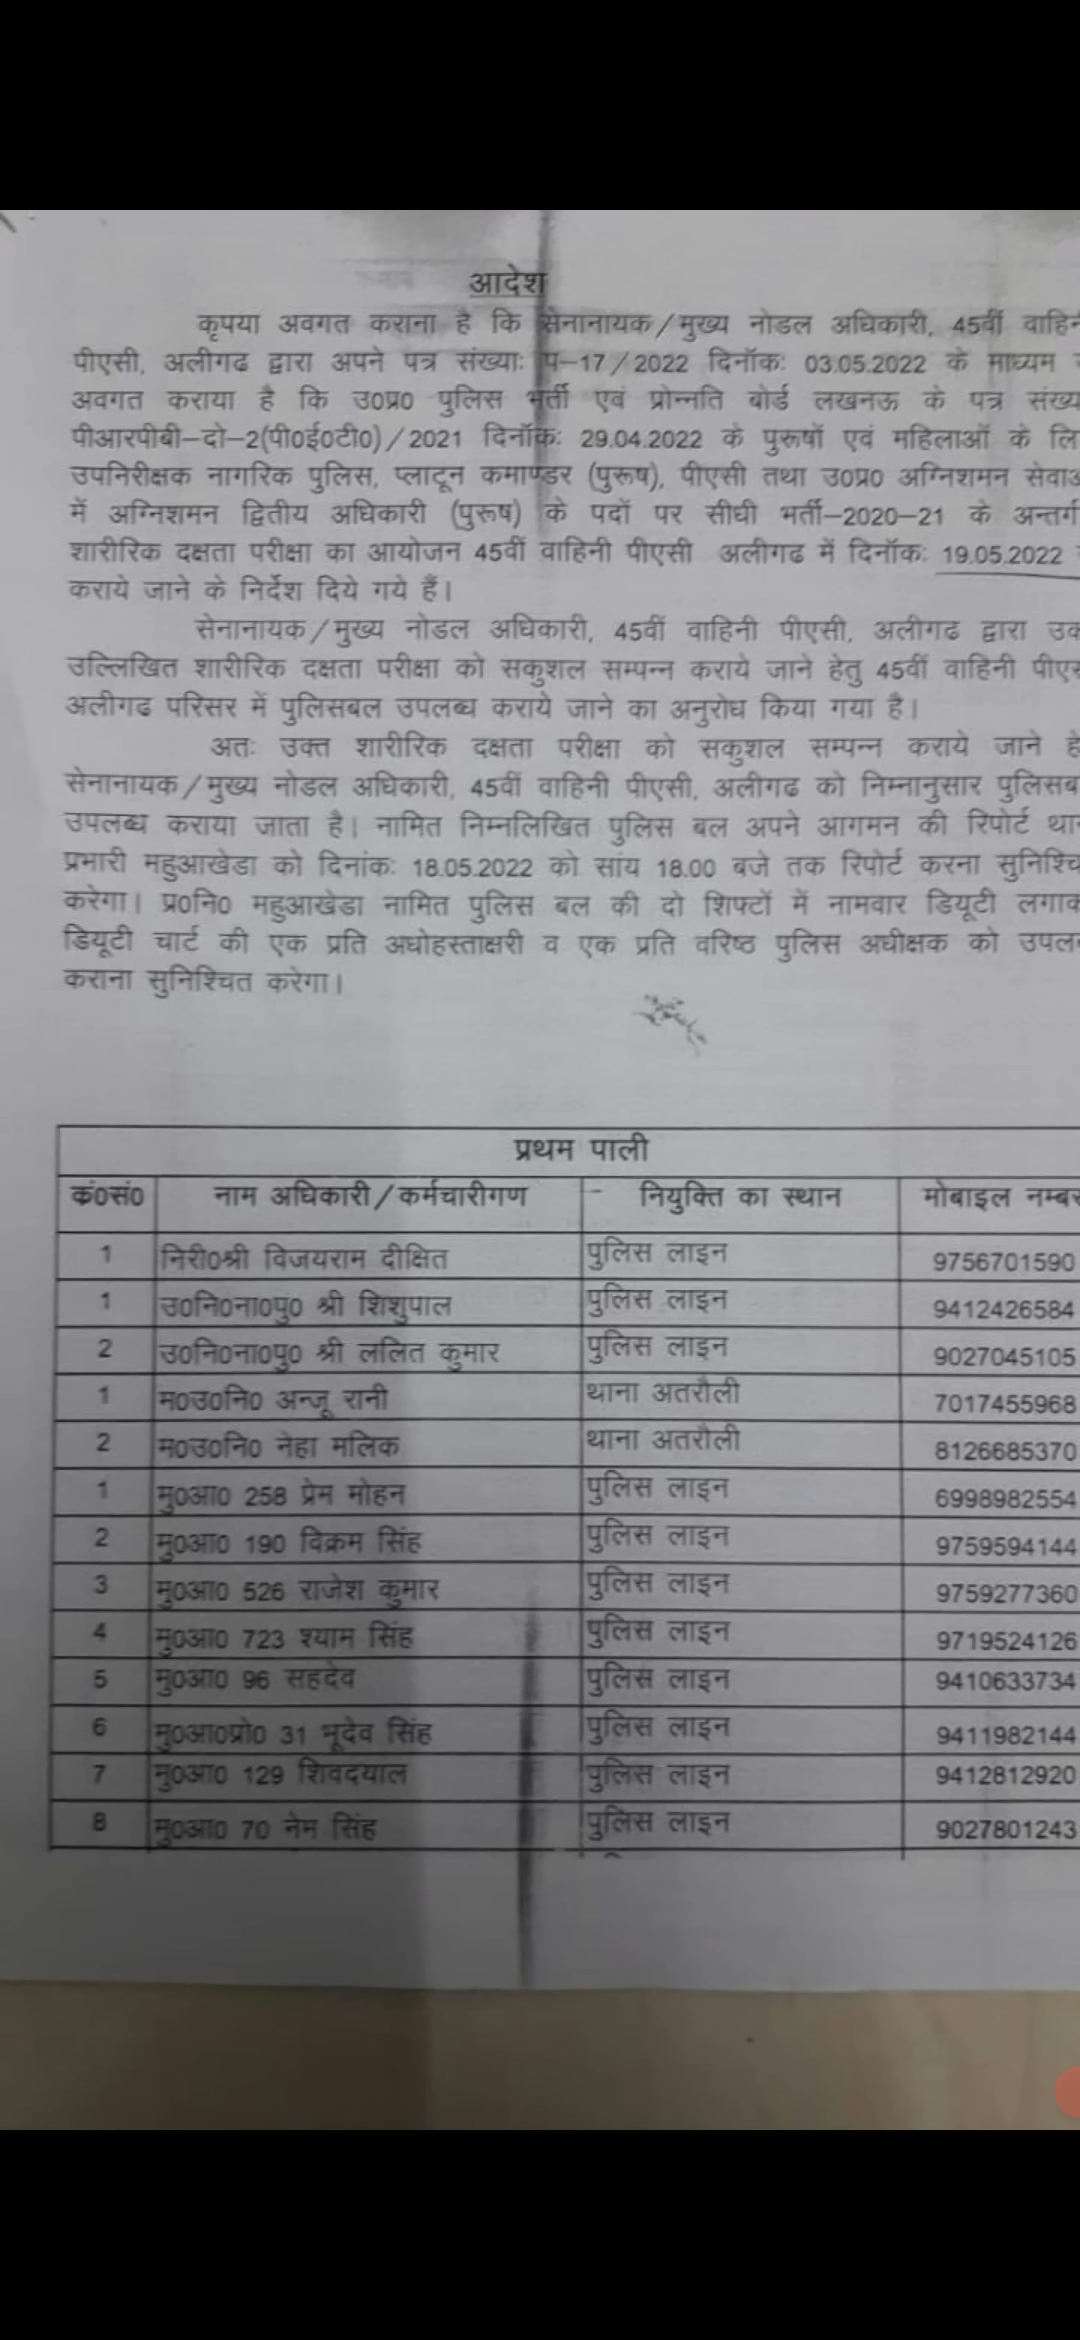 आदेश
कृपया अवगत कराना है कि सेनानायक/मुख्य नोडल अधिकारी, 45वीं
पीएसी, अलीगढ द्वारा अपने पत्र संख्याः प-17/2022 दिनॉकः 03.05.2022 के माध्यम
अवगत कराया है कि उ0प्र0 पुलिस भर्ती एवं प्रोन्नति बोर्ड लखनऊ के पत्र
पीआरपीबी-दो-2(पी0ई0टी0)/2021 दिनॉकः 29.04.2022 के पुरूषों एवं महिलाओं के
उपनिरीक्षक नागरिक पुलिस, प्लाटून कमाण्डर (पुरूष), पीएसी तथा उ0प्र0 अग्निशमन
में अग्निशमन द्वितीय अधिकारी (पुरूष) के पदों पर सीधी भर्ती-2020-21 के
शारीरिक दक्षता परीक्षा का आयोजन 45वीं वाहिनी पीएसी अलीगढ में दिनॉकः 19.05.2022
कराये जाने के निर्देश दिये गये हैं।
सेनानायक/मुख्य नोडल अधिकारी, 45वीं वाहिनी पीएसी, अलीगढ द्वारा
उल्लिखित शारीरिक दक्षता परीक्षा को सकुशल सम्पन्न कराये जाने हेतु 45वीं वाहिनी
अलीगढ परिसर में पुलिसबल उपलब्ध कराये जाने का अनुरोध किया गया है।
अतः उक्त शारीरिक दक्षता परीक्षा को सकुशल सम्पन्न कराये जाने
सेनानायक/मुख्य नोडल अधिकारी, 45वीं वाहिनी पीएसी, अलीगढ को निम्नानुसार
उपलब्ध कराया जाता है। नामित निम्नलिखित पुलिस बल अपने आगमन की रिपोर्ट
प्रभारी महुआखेडा को दिनांकः 18.05.2022 को सांय 18.00 बजे तक रिपोर्ट करना
करेगा। प्र0नि0 महुआखेडा नामित पुलिस बल की दो शिफ्टों में नामवार डियूटी
डियूटी चार्ट की एक प्रति अधोहस्ताक्षरी व एक प्रति वरिष्ठ पुलिस अधीक्षक को
कराना सुनिश्चित करेगा।
प्रथम पाली
कं0सं0 नाम अधिकारी/कर्मचारीगण नियुक्ति का स्थान मोबाइल नम्बर
1 निरी0श्री विजयराम दीक्षित पुलिस लाइन 9756701590
1 उ0नि0ना0पु0 श्री शिशुपाल पुलिस लाइन 9412426584
2 उ0नि0ना0पु0 श्री ललित कुमार पुलिस लाइन 9027045105
1 म0उ0नि0 अन्जू रानी थाना अतरौली 7017455968
2 म0उ0नि0 नेहा मलिक थाना अतरौली 8126685370
1 मु0आ0 258 प्रेम मोहन पुलिस लाइन 6998982554
2 मु0आ0 190 विक्रम सिंह पुलिस लाइन 9759594144
3 मु0आ0 526 राजेश कुमार पुलिस लाइन 9759277360
4 मु0आ0 723 श्याम सिंह पुलिस लाइन 9719524126
5 मु0आ0 96 सहदेव पुलिस लाइन 9410633734
6 मु0आ0प्रो0 31 भूदेव सिंह पुलिस लाइन 9411982144
7 मु0आ0 129 शिवदयाल पुलिस लाइन 9412812920
8 मु0आ0 70 नेम सिंह पुलिस लाइन 9027801243